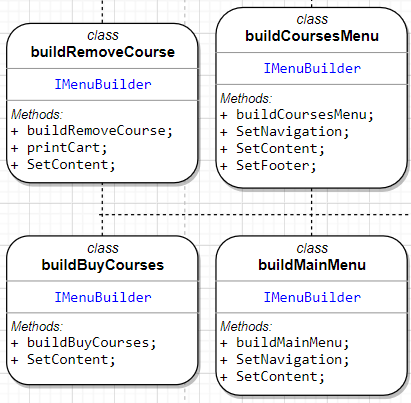 class
buildRemoveCourse
IMenuBuilder
Methods:
+ buildRemoveCourse;
+ printCart;
+ SetContent;
class
buildCoursesMenu
IMenuBuilder
Methods:
+ buildCoursesMenu;
+ SetNavigation;
+ SetContent;
+ SetFooter;
class
buildBuyCourses
IMenuBuilder
Methods:
+ buildBuyCourses;
+ SetContent;
class
buildMainMenu
IMenuBuilder
Methods:
+ buildMainMenu;
+ SetNavigation;
+ SetContent;